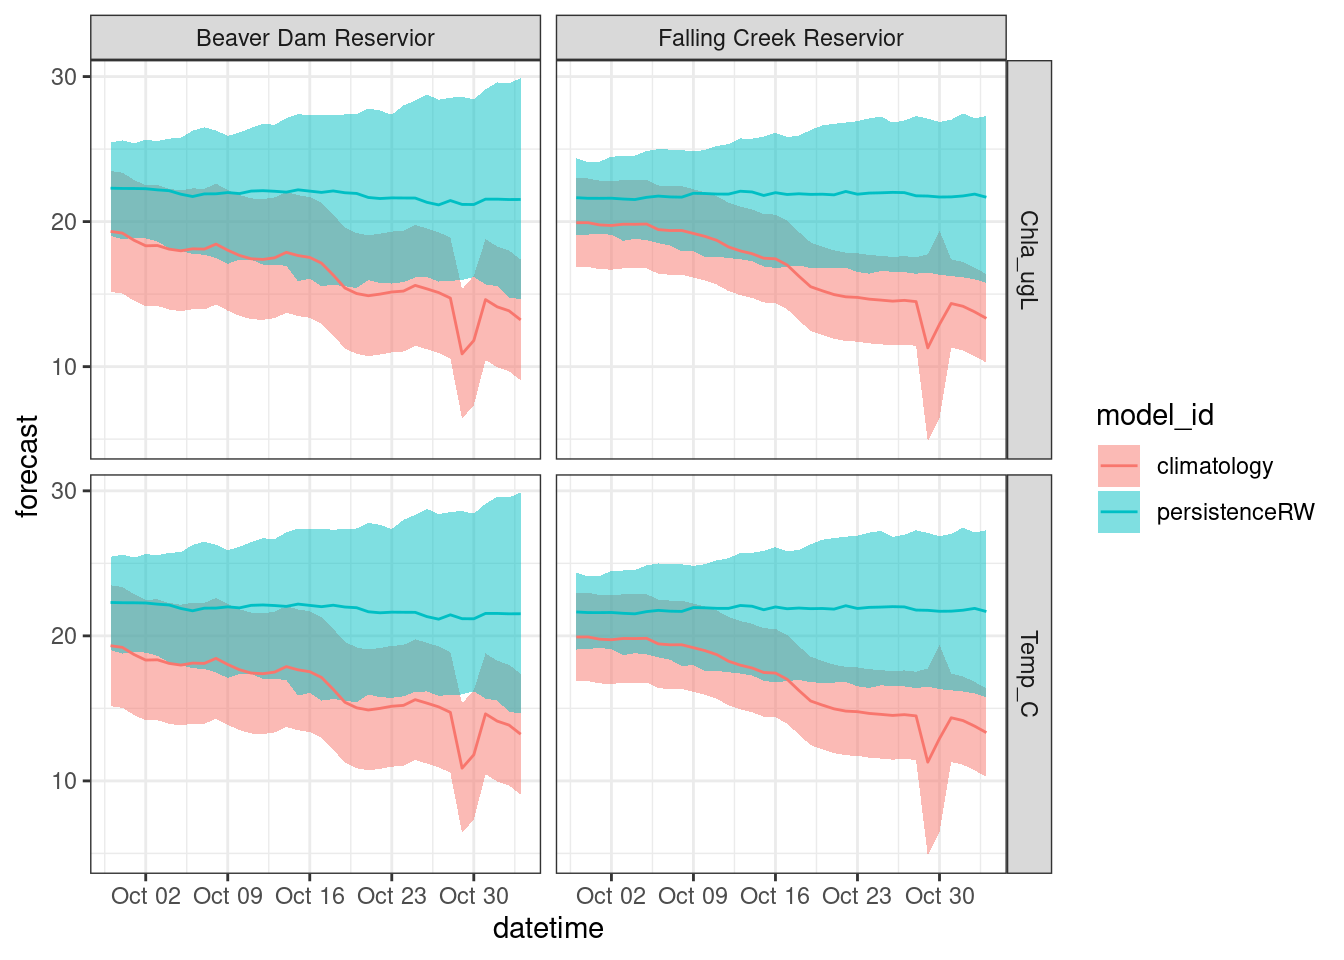 Beaver Dam Reservior
Falling Creek Reservior
30
20
10
Chla_ugL
30
20
10
Temp_C
forecast
Oct 02 Oct 09 Oct 16 Oct 23 Oct 30
Oct 02 Oct 09 Oct 16 Oct 23 Oct 30
datetime
model_id
climatology
persistenceRW